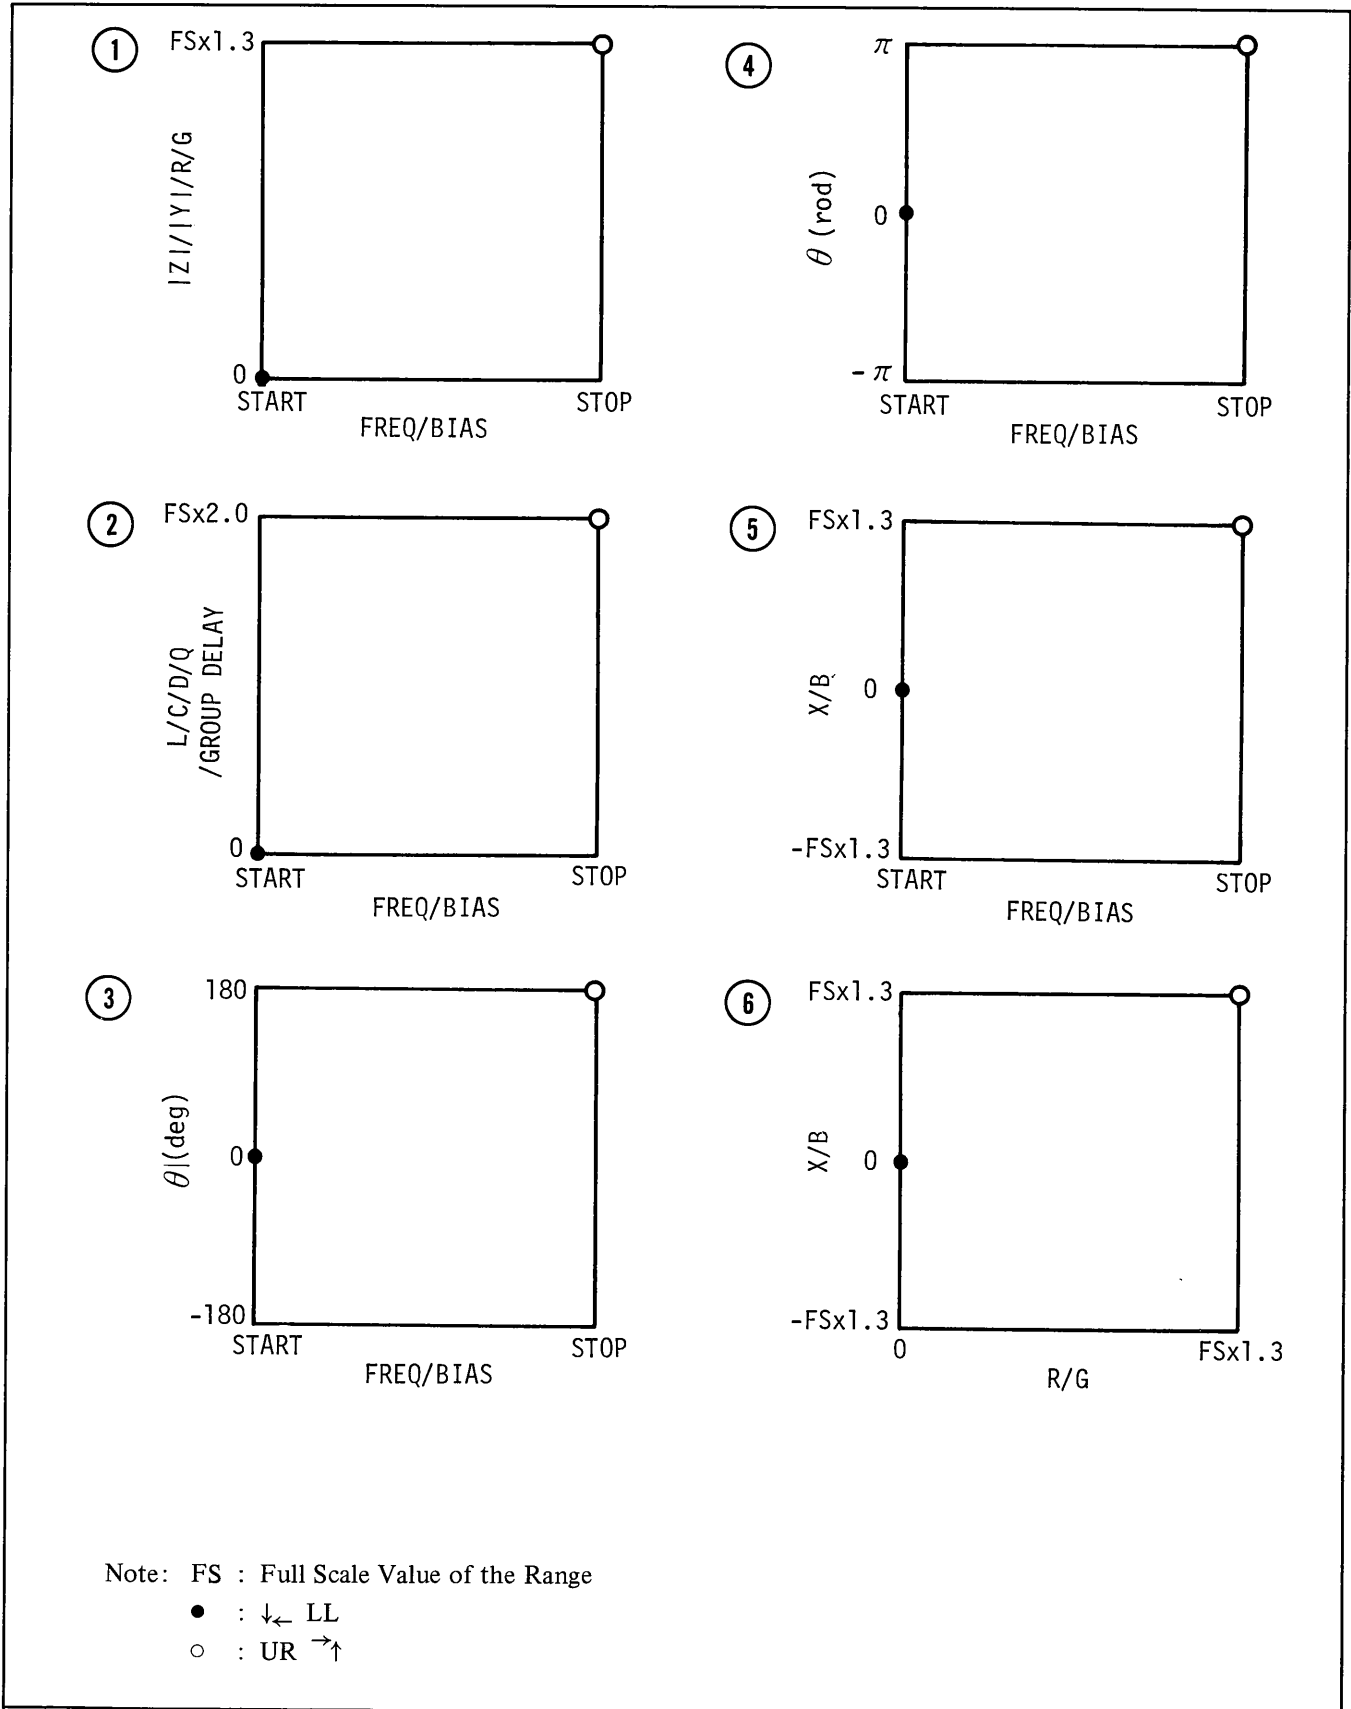 1
FSx1.3
|Z|/|Y|/R/G
0
START
STOP
FREQ/BIAS
2
FSx2.0
L/C/D/Q
/GROUP DELAY
0
START
STOP
FREQ/BIAS
3
180
θ|(deg)
0
-180
START
STOP
FREQ/BIAS
4
π
θ (rod)
0
-π
START
STOP
FREQ/BIAS
5
FSx1.3
X/B
0
-FSx1.3
START
STOP
FREQ/BIAS
6
FSx1.3
X/B
0
-FSx1.3
0
FSx1.3
R/G
Note: FS : Full Scale Value of the Range
● : ↓← LL
○ : UR →↑